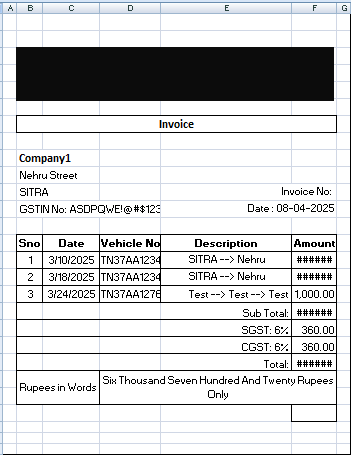 A B C D E F G
Invoice
Company1
Nehru Street
SITRA Invoice No:
GSTIN No: ASDPQWE!@#$123 Date : 08-04-2025
Sno Date Vehicle No Description Amount
1 3/10/2025 TN37AA1234 SITRA --> Nehru ######
2 3/18/2025 TN37AA1234 SITRA --> Nehru ######
3 3/24/2025 TN37AA1276 Test --> Test --> Test 1,000.00
Sub Total: ######
SGST: 6% 360.00
CGST: 6% 360.00
Total: ######
Rupees in Words Six Thousand Seven Hundred And Twenty Rupees
Only